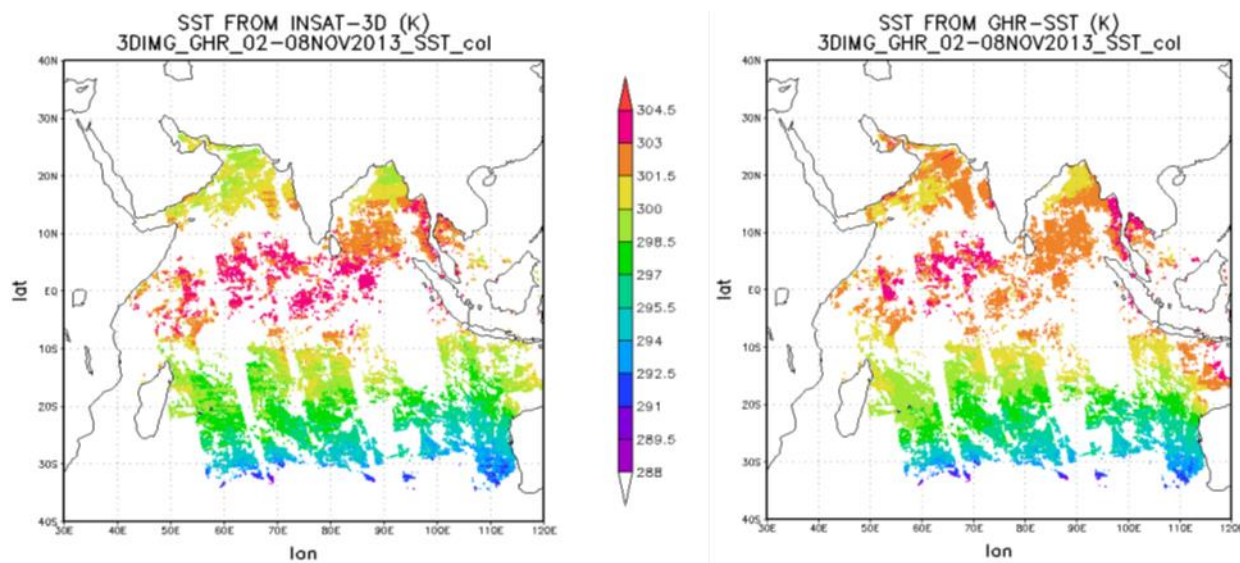 SST FROM INSAT-3D (K)
3DIMG_GHR_02-08NOV2013_SST_col
40N
30N
20N
10N
EQ
10S
20S
30S
40S
lat
30E 40E 50E 60E 70E 80E 90E 100E 110E 120E
lon
304.5
303
301.5
300
298.5
297
295.5
294
292.5
291
289.5
288
SST FROM GHR-SST (K)
3DIMG_GHR_02-08NOV2013_SST_col
40N
30N
20N
10N
EQ
10S
20S
30S
40S
lat
30E 40E 50E 60E 70E 80E 90E 100E 110E 120E
lon